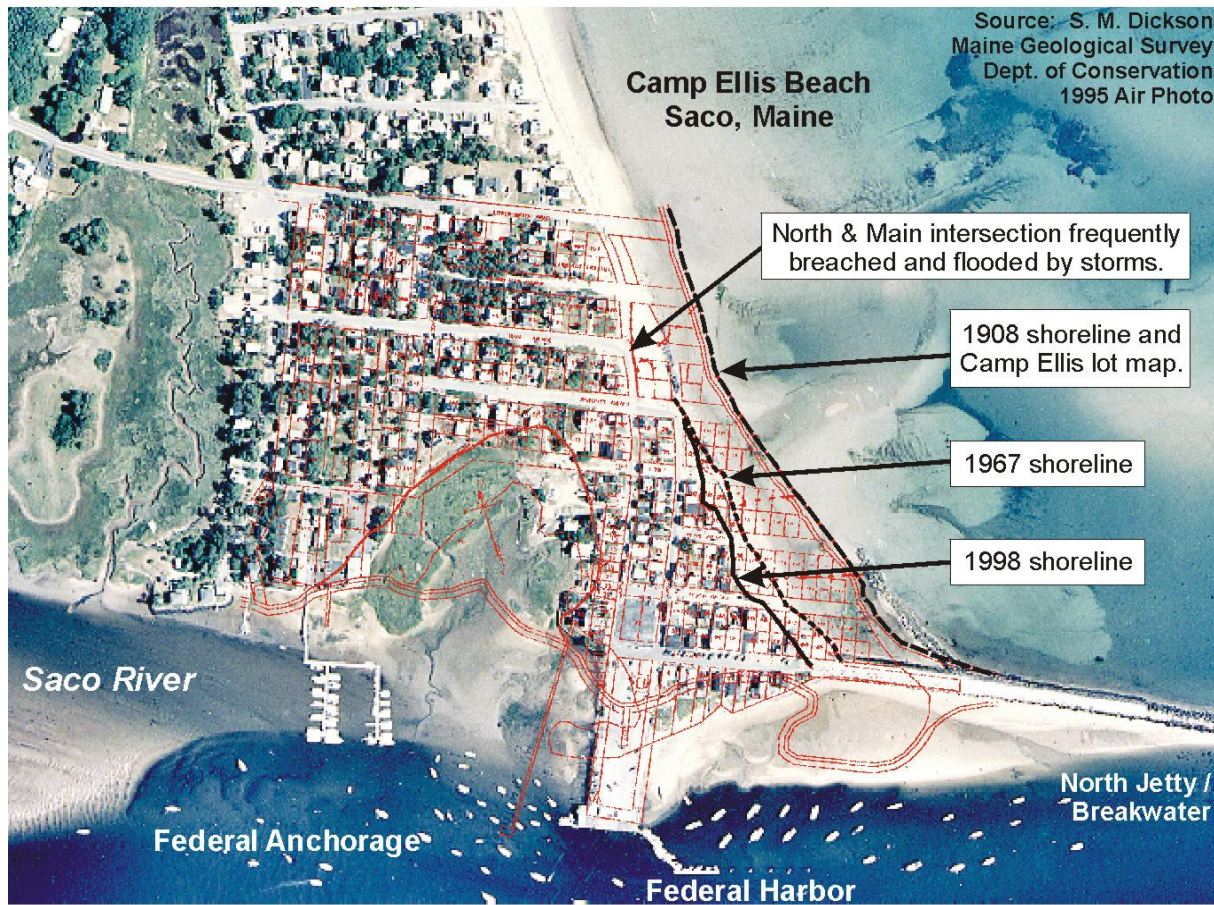 Source: S. M. Dickson
Maine Geological Survey
Dept. of Conservation
1995 Air Photo
Camp Ellis Beach
Saco, Maine
North & Main intersection frequently
breached and flooded by storms.
1908 shoreline and
Camp Ellis lot map.
1967 shoreline
1998 shoreline
Saco River
North Jetty /
Breakwater
Federal Anchorage
Federal Harbor